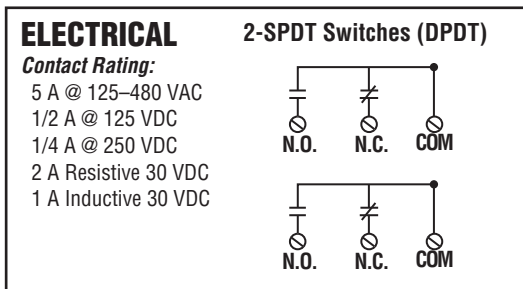 ELECTRICAL
Contact Rating:
5 A @ 125–480 VAC
1/2 A @ 125 VDC
1/4 A @ 250 VDC
2 A Resistive 30 VDC
1 A Inductive 30 VDC
2-SPDT Switches (DPDT)
N.O. N.C. COM
N.O. N.C. COM